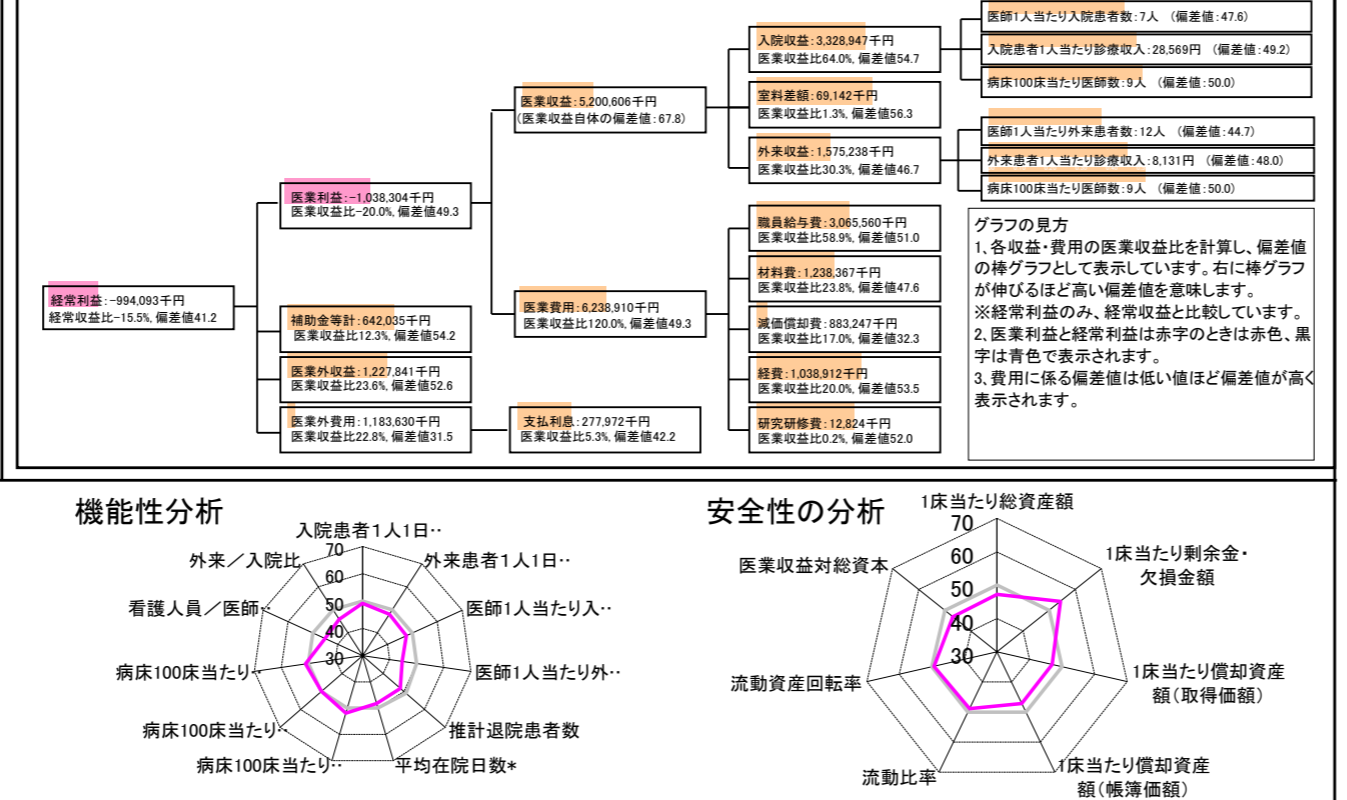 医師1人当たり入院患者数:7人 (偏差値:47.6)
入院収益:3,328,947千円
医業収益比64.0%, 偏差値54.7
入院患者1人当たり診療収入:28,569円 (偏差値:49.2)
病床100床当たり医師数:9人 (偏差値:50.0)
医業収益:5,200,606千円
(医業収益自体の偏差値:67.8)
室料差額:69,142千円
医業収益比1.3%, 偏差値56.3
医師1人当たり外来患者数:12人 (偏差値:44.7)
外来収益:1,575,238千円
医業収益比30.3%, 偏差値46.7
外来患者1人当たり診療収入:8,131円 (偏差値:48.0)
病床100床当たり医師数:9人 (偏差値:50.0)
医業利益:-1,038,304千円
医業収益比-20.0%, 偏差値49.3
職員給与費:3,065,560千円
医業収益比58.9%, 偏差値51.0
材料費:1,238,367千円
医業収益比23.8%, 偏差値47.6
経常利益:-994,093千円
経常収益比-15.5%, 偏差値41.2
医業費用:6,238,910千円
医業収益比120.0%, 偏差値49.3
補助金等計:642,035千円
医業収益比12.3%, 偏差値54.2
減価償却費:883,247千円
医業収益比17.0%, 偏差値32.3
医業外収益:1,227,841千円
医業収益比23.6%, 偏差値52.6
経費:1,038,912千円
医業収益比20.0%, 偏差値53.5
医業外費用:1,183,630千円
医業収益比22.8%, 偏差値31.5
支払利息:277,972千円
医業収益比5.3%, 偏差値42.2
研究研修費:12,824千円
医業収益比0.2%, 偏差値52.0
グラフの見方
1、各収益・費用の医業収益比を計算し、偏差値
の棒グラフとして表示しています。右に棒グラフ
が伸びるほど高い偏差値を意味します。
※経常利益のみ、経常収益と比較しています。
2、医業利益と経常利益は赤字のときは赤色、黒
字は青色で表示されます。
3、費用に係る偏差値は低い値ほど偏差値が高く
表示されます。
機能性分析
入院患者1人1日‥
外来患者1人1日‥
医師1人当たり入‥
医師1人当たり外‥
推計退院患者数
平均在院日数*
病床100床当たり‥
病床100床当たり‥
病床100床当たり‥
看護人員/医師‥
外来/入院比
70
60
50
40
30
安全性の分析
1床当たり総資産額
1床当たり剰余金・
欠損金額
1床当たり償却資産
額(取得価額)
1床当たり償却資産
額(帳簿価額)
流動比率
流動資産回転率
医業収益対総資本
70
60
50
40
30